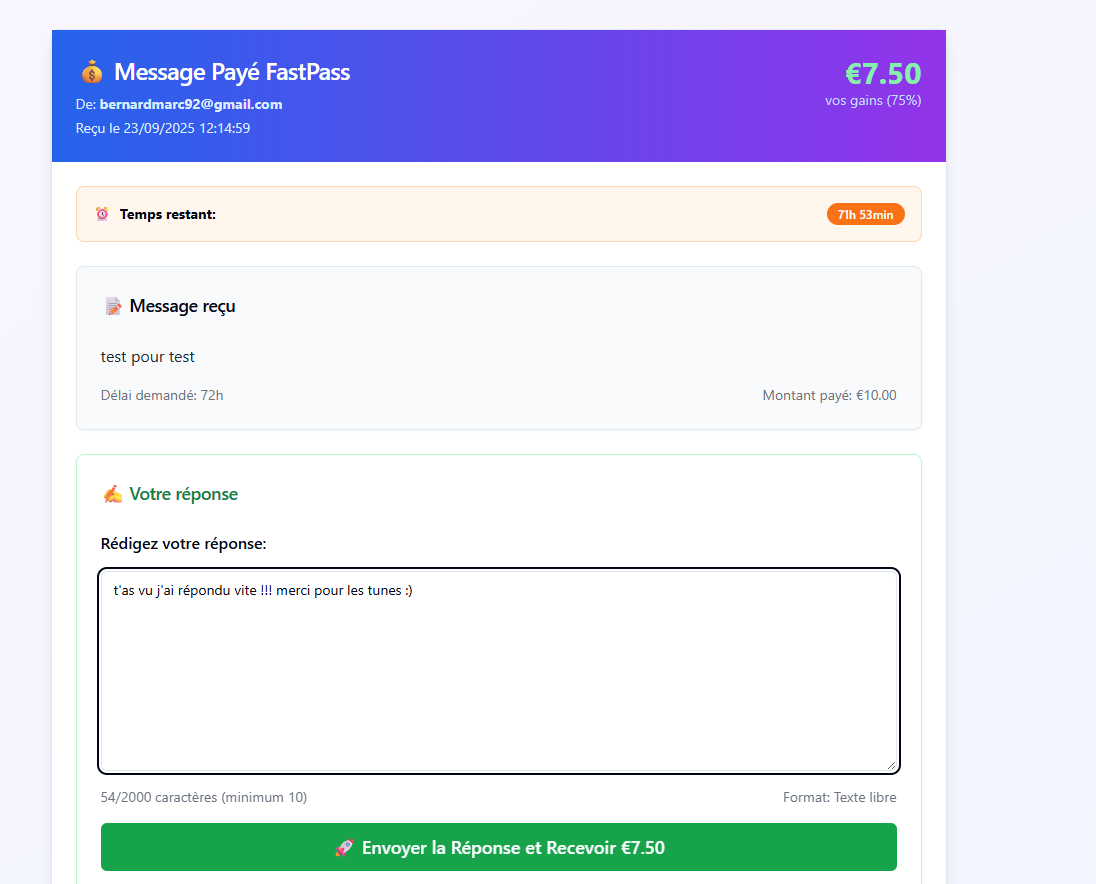 Message Payé FastPass
€7.50
De: bernardmarc92@gmail.com
vos gains (75%)
Reçu le 23/09/2025 12:14:59
Temps restant:
71h 53min
Message reçu
test pour test
Délai demandé: 72h
Montant payé: €10.00
Votre réponse
Rédigez votre réponse:
t'as vu j'ai répondu vite !!! merci pour les tunes :)
54/2000 caractères (minimum 10)
Format: Texte libre
Envoyer la Réponse et Recevoir €7.50